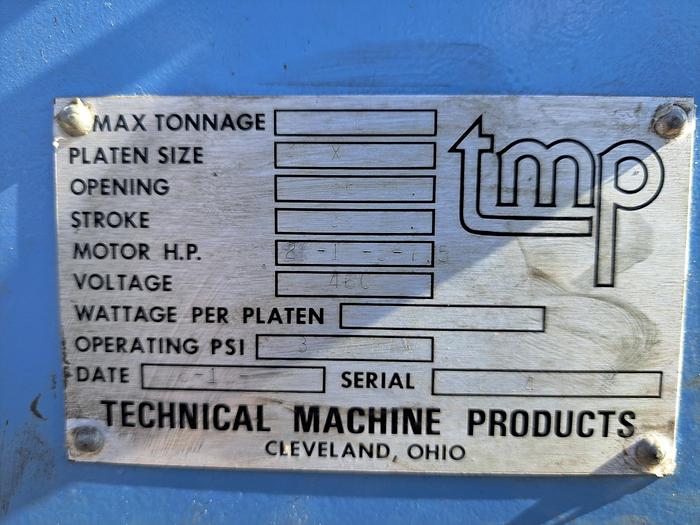 MAX TONNAGE
PLATEN SIZE X
OPENING
STROKE
MOTOR H.P.
VOLTAGE 460
WATTAGE PER PLATEN
OPERATING PSI
DATE
SERIAL
tmp
TECHNICAL MACHINE PRODUCTS
CLEVELAND, OHIO